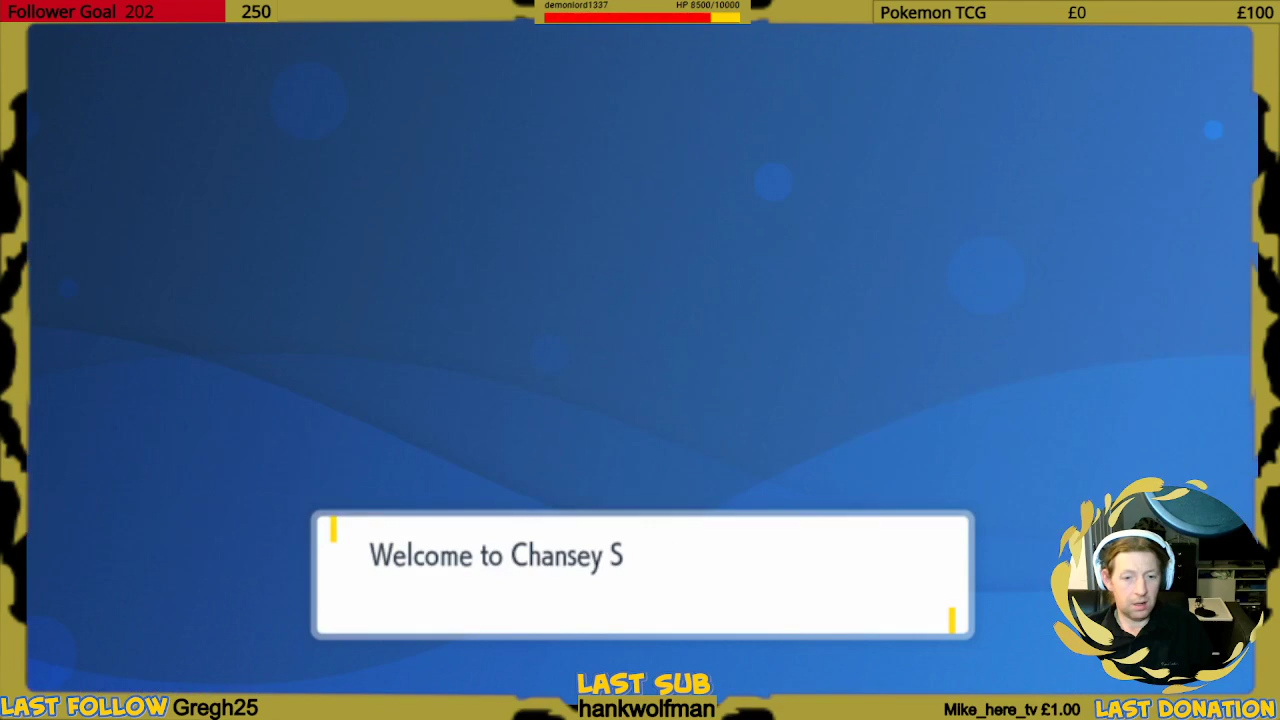 Follower Goal 202 250
demonlord1337 HP 8500/10000
Pokemon TCG £0 £100
Welcome to Chansey S
LAST SUB
hankwolfman
LAST FOLLOW Gregh25
Mike_here_tv £1.00 LAST DONATION